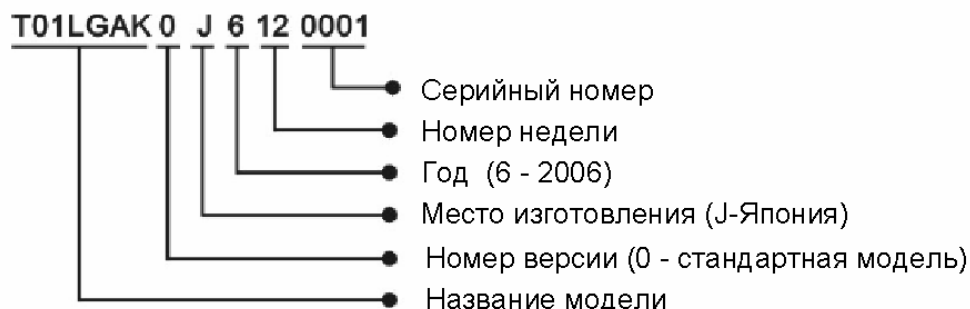 T01LGAK 0 J 6 12 0001
Серийный номер
Номер недели
Год (6 - 2006)
Место изготовления (J-Япония)
Номер версии (0 - стандартная модель)
Название модели